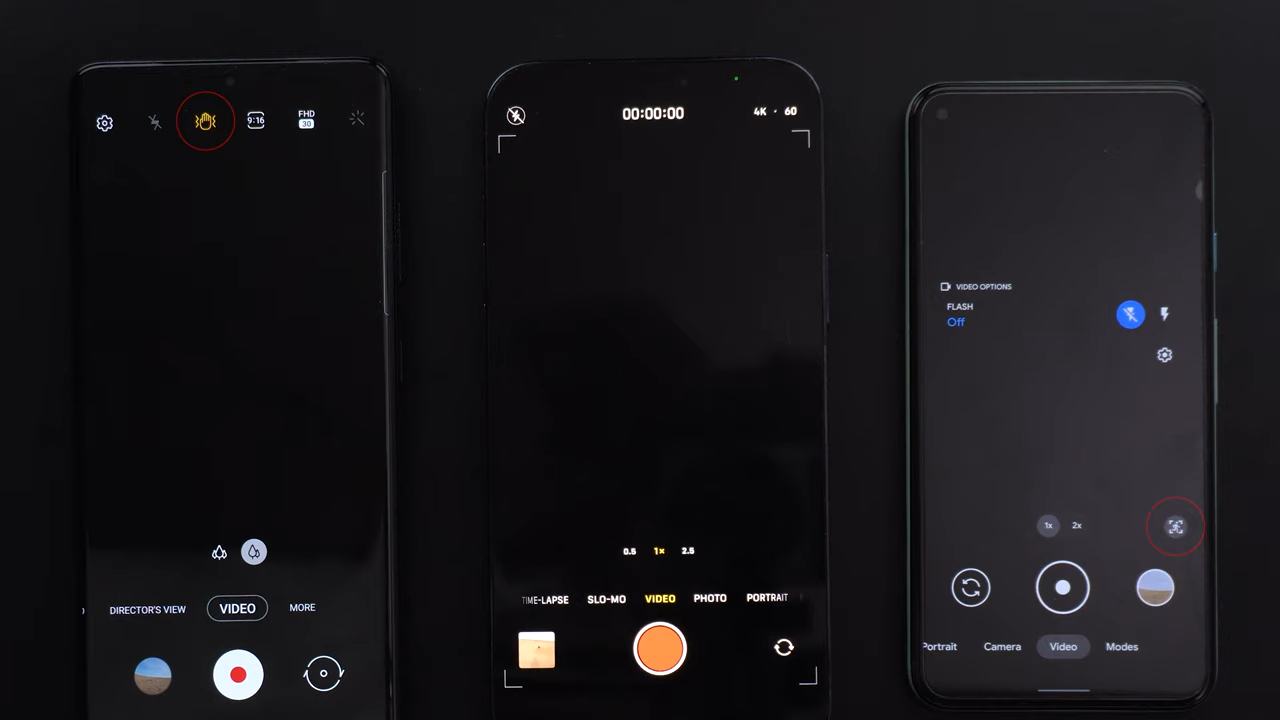 9:16
FHD
30
DIRECTOR'S VIEW
VIDEO
MORE
00:00:00
4K · 60
0.5
1×
2.5
TIME-LAPSE
SLO-MO
VIDEO
PHOTO
PORTRAIT
VIDEO OPTIONS
FLASH
Off
1x
2x
Portrait
Camera
Video
Modes